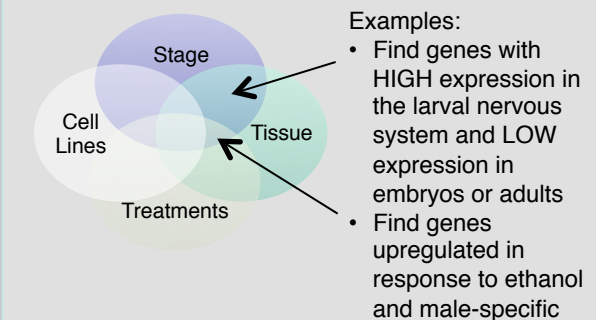 Stage
Cell
Lines
Tissue
Treatments
Examples:
• Find genes with
HIGH expression in
the larval nervous
system and LOW
expression in
embryos or adults
• Find genes
upregulated in
response to ethanol
and male-specific